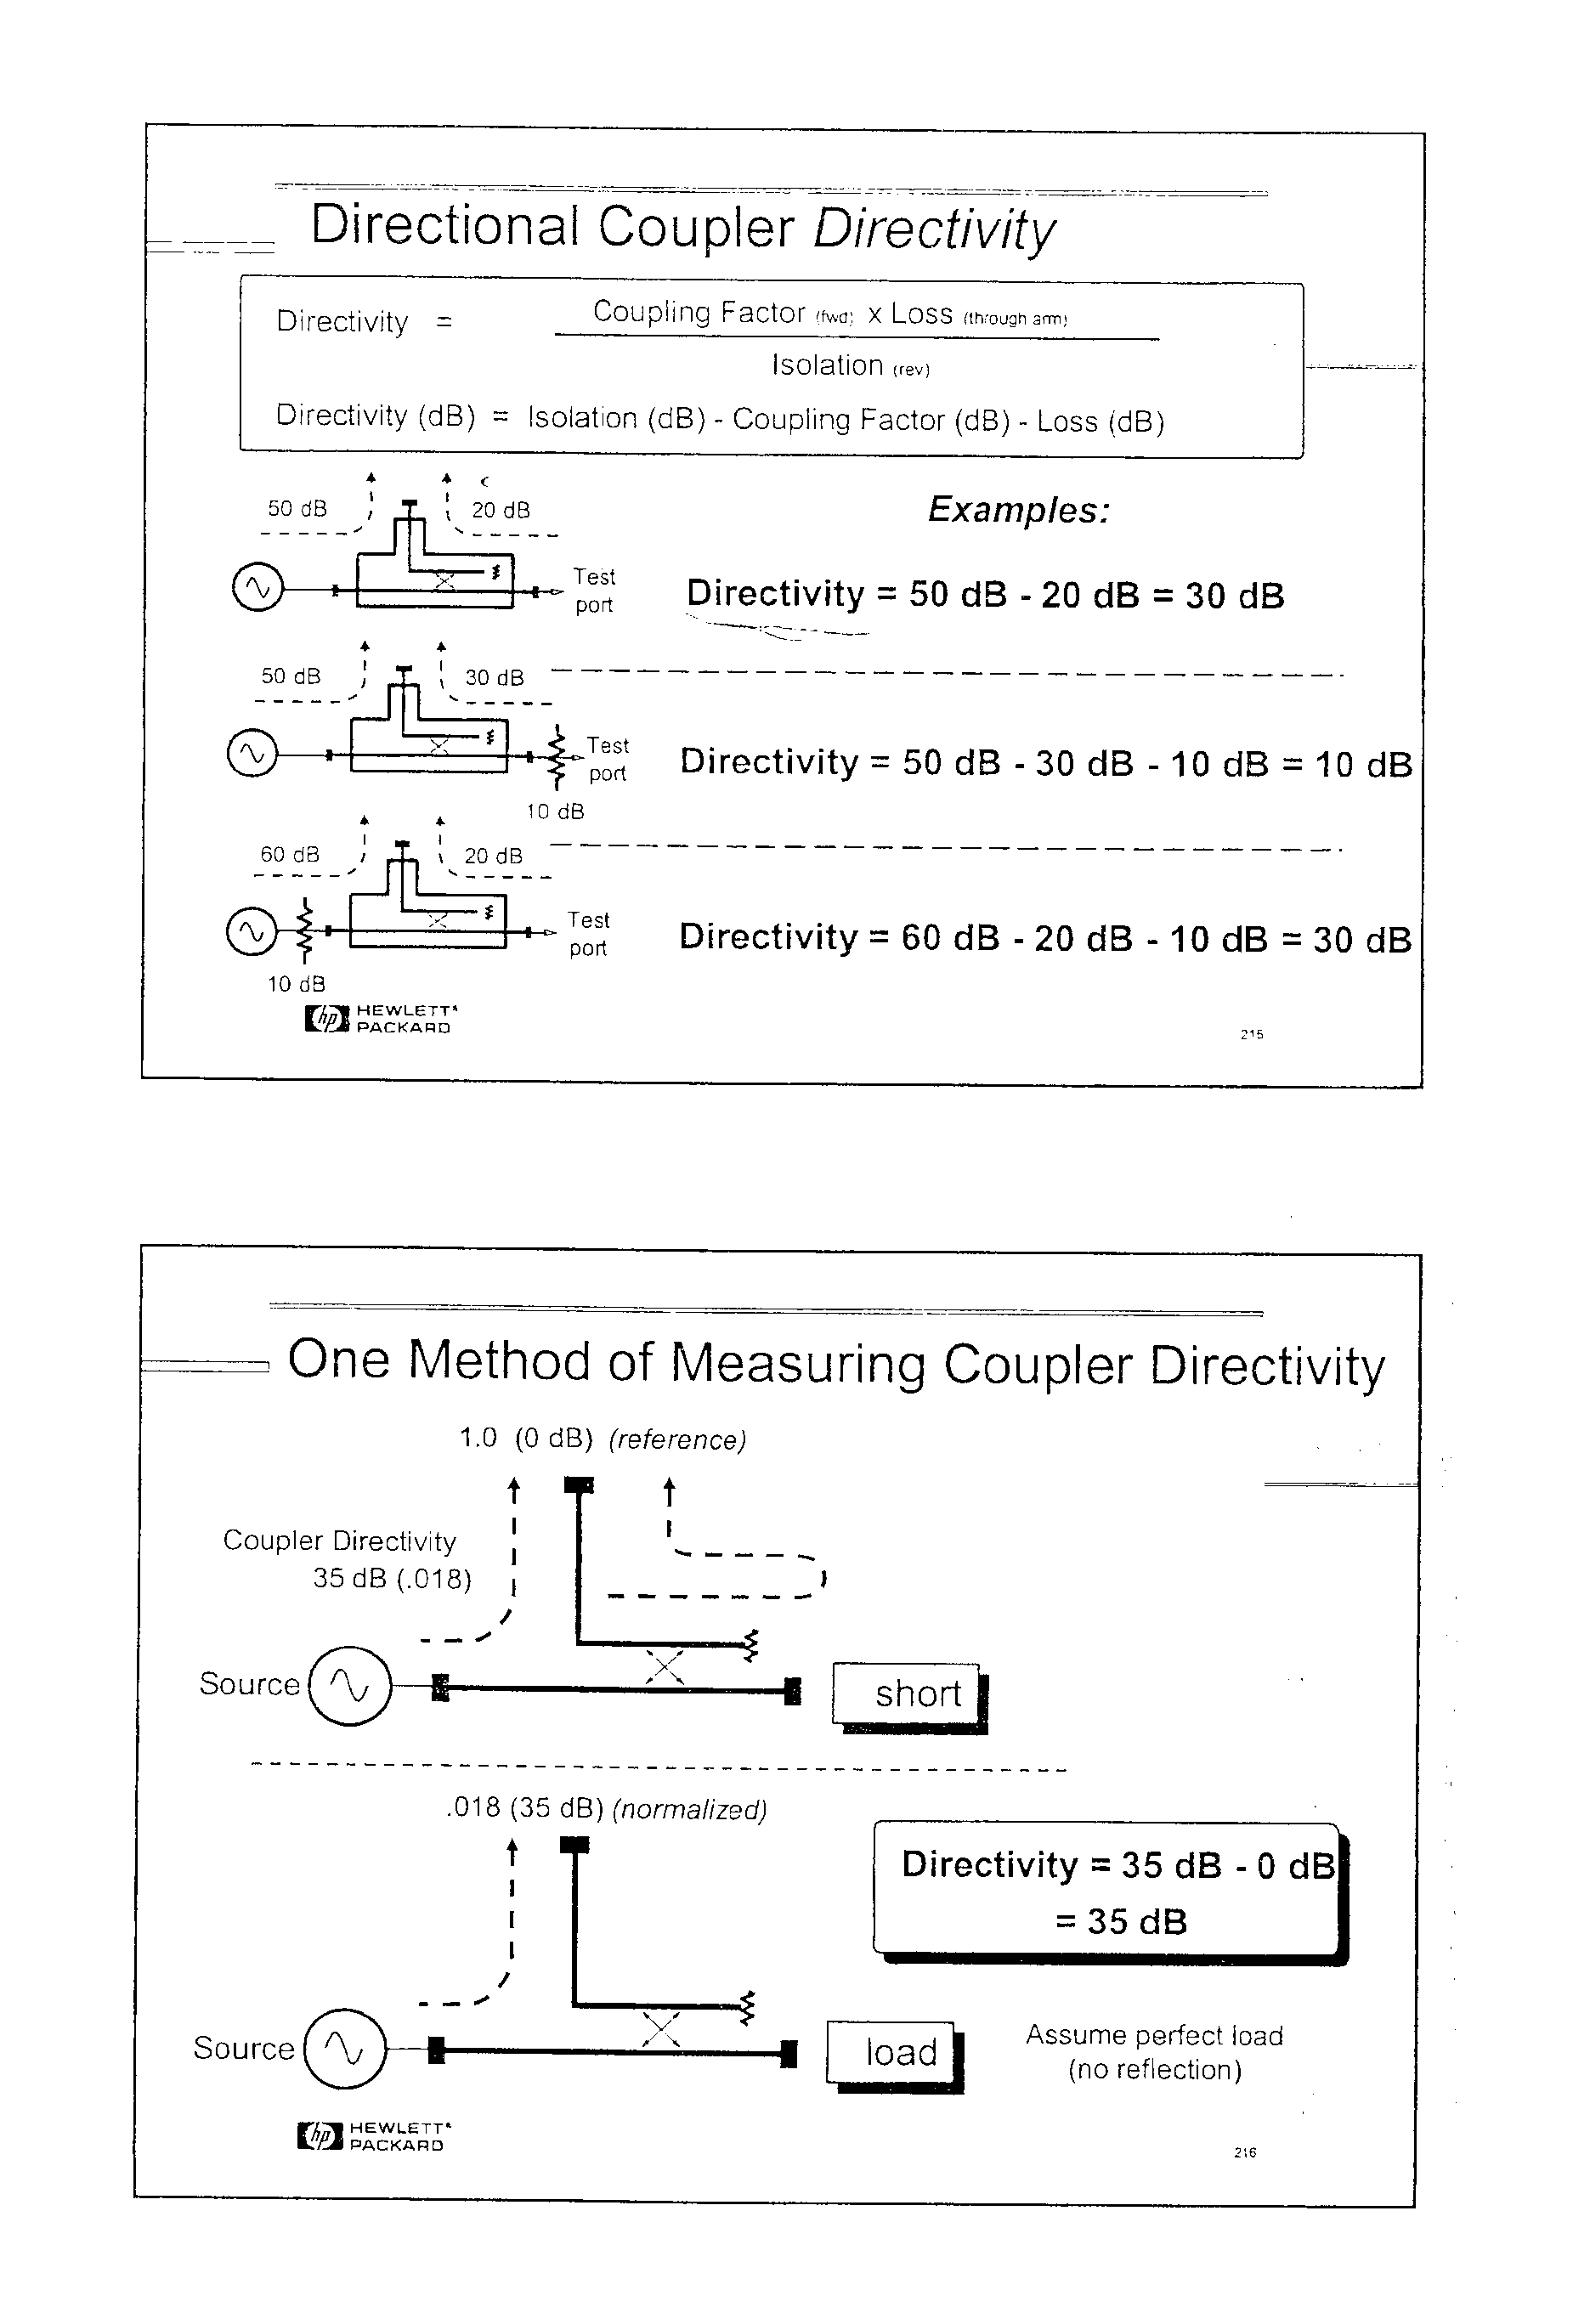 Directional Coupler Directivity
Directivity = Coupling Factor (fwd) x Loss (through arm)
Isolation (rev)
Directivity (dB) = Isolation (dB) - Coupling Factor (dB) - Loss (dB)
50 dB 20 dB
Examples:
Test
port
Directivity = 50 dB - 20 dB = 30 dB
50 dB 30 dB
Test
port
Directivity = 50 dB - 30 dB - 10 dB = 10 dB
10 dB
60 dB 20 dB
Test
port
Directivity = 60 dB - 20 dB - 10 dB = 30 dB
10 dB
hp HEWLETT
PACKARD
215
One Method of Measuring Coupler Directivity
1.0 (0 dB) (reference)
Coupler Directivity
35 dB (.018)
Source
short
.018 (35 dB) (normalized)
Directivity = 35 dB - 0 dB
= 35 dB
Source
load
Assume perfect load
(no reflection)
hp HEWLETT
PACKARD
216